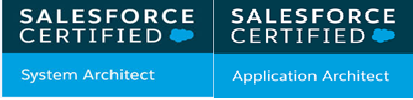 SALESFORCE
CERTIFIED
System Architect
SALESFORCE
CERTIFIED
Application Architect